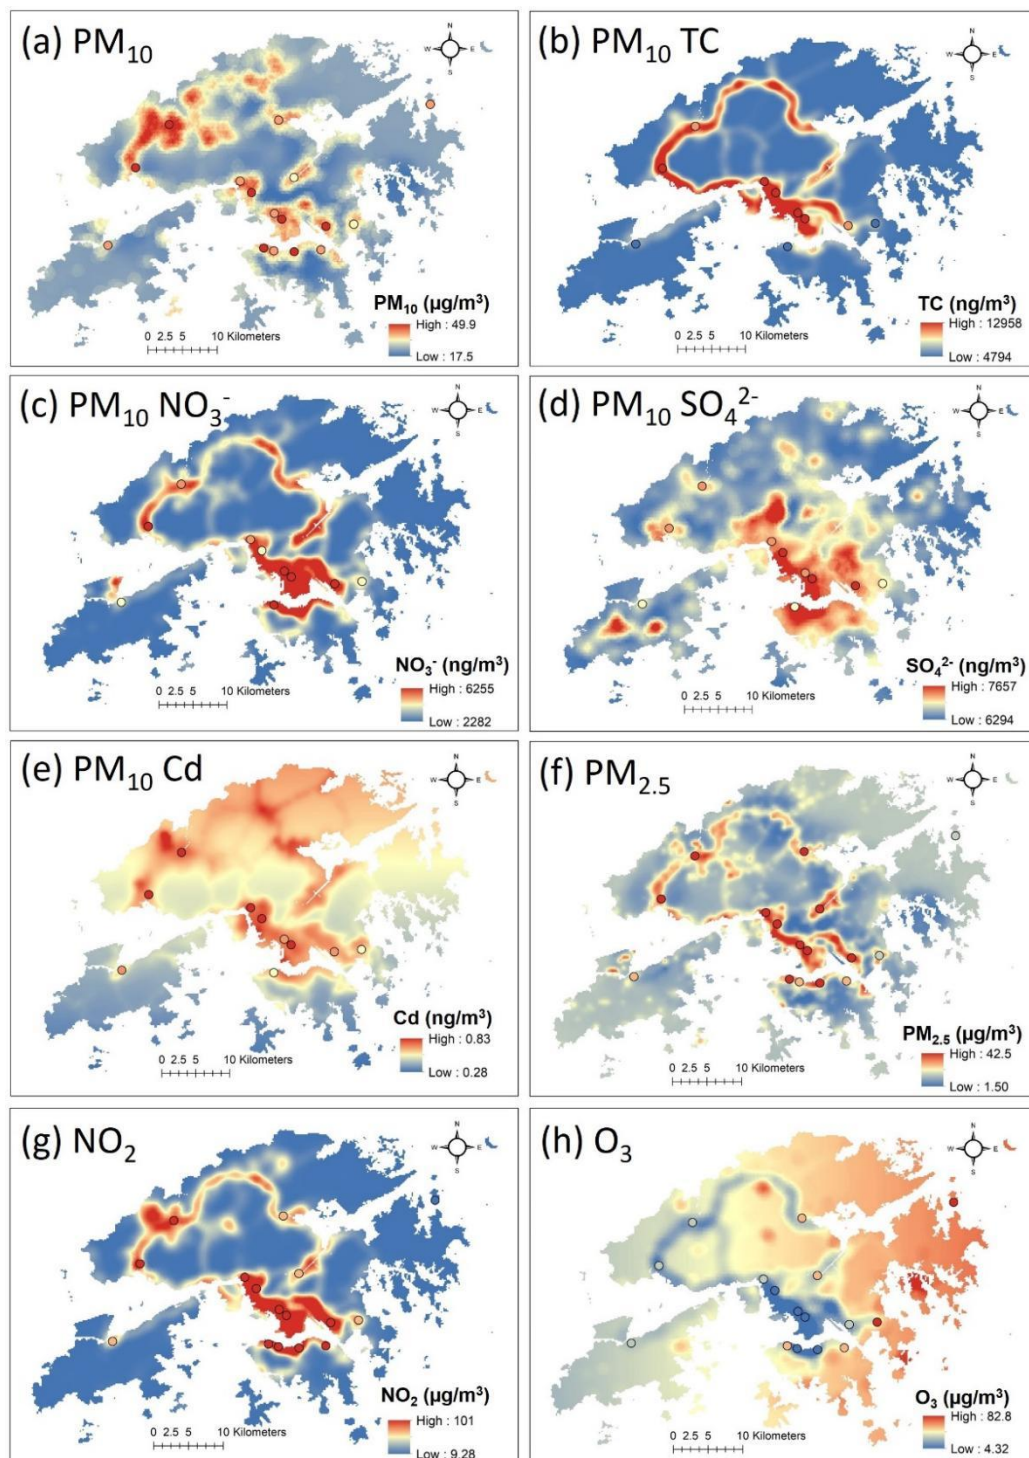 (a) PM₁₀
N
W E
S
PM₁₀ (µg/m³)
High : 49.9
Low : 17.5
0 2.5 5 10 Kilometers
(b) PM₁₀ TC
N
W E
S
TC (ng/m³)
High : 12958
Low : 4794
0 2.5 5 10 Kilometers
(c) PM₁₀ NO₃⁻
N
W E
S
NO₃⁻ (ng/m³)
High : 6255
Low : 2282
0 2.5 5 10 Kilometers
(d) PM₁₀ SO₄²⁻
N
W E
S
SO₄²⁻ (ng/m³)
High : 7657
Low : 6294
0 2.5 5 10 Kilometers
(e) PM₁₀ Cd
N
W E
S
Cd (ng/m³)
High : 0.83
Low : 0.28
0 2.5 5 10 Kilometers
(f) PM₂.₅
N
W E
S
PM₂.₅ (µg/m³)
High : 42.5
Low : 1.50
0 2.5 5 10 Kilometers
(g) NO₂
N
W E
S
NO₂ (µg/m³)
High : 101
Low : 9.28
0 2.5 5 10 Kilometers
(h) O₃
N
W E
S
O₃ (µg/m³)
High : 82.8
Low : 4.32
0 2.5 5 10 Kilometers